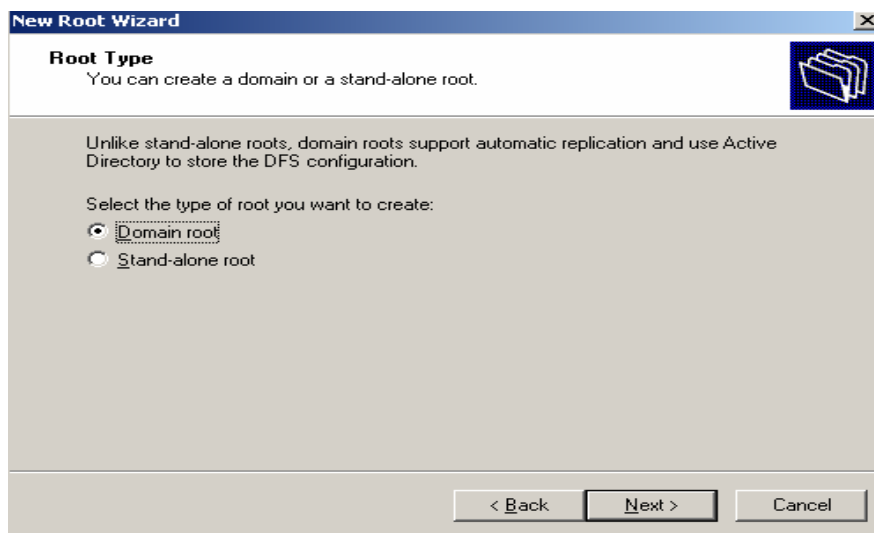 New Root Wizard
Root Type
You can create a domain or a stand-alone root.
Unlike stand-alone roots, domain roots support automatic replication and use Active
Directory to store the DFS configuration.
Select the type of root you want to create:
Domain root
Stand-alone root
< Back Next > Cancel